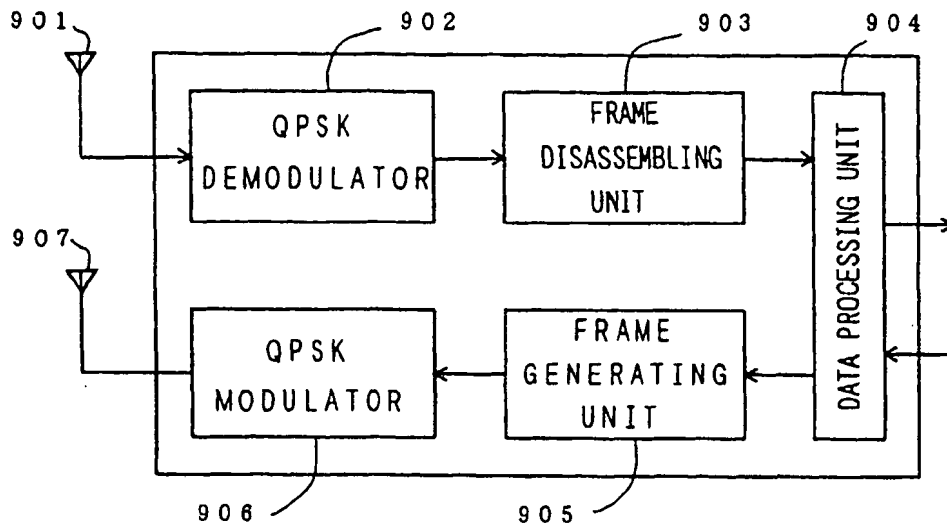 901
902
903
904
QPSK
DEMODULATOR
FRAME
DISASSEMBLING
UNIT
DATA PROCESSING UNIT
907
QPSK
MODULATOR
FRAME
GENERATING
UNIT
906
905